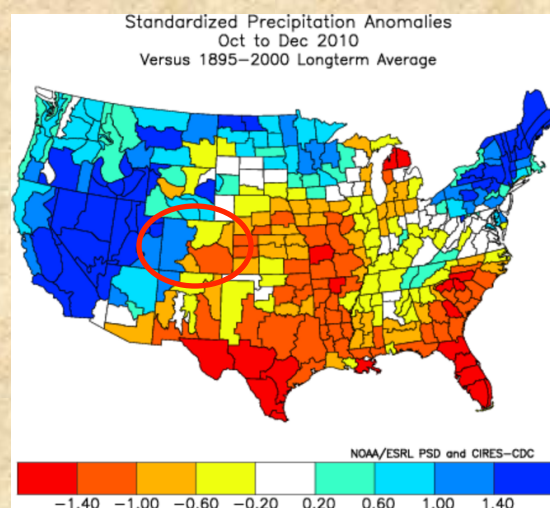 Standardized Precipitation Anomalies
Oct to Dec 2010
Versus 1895–2000 Longterm Average
NOAA/ESRL PSD and CIRES–CDC
−1.40 −1.00 −0.60 −0.20 0.20 0.60 1.00 1.40